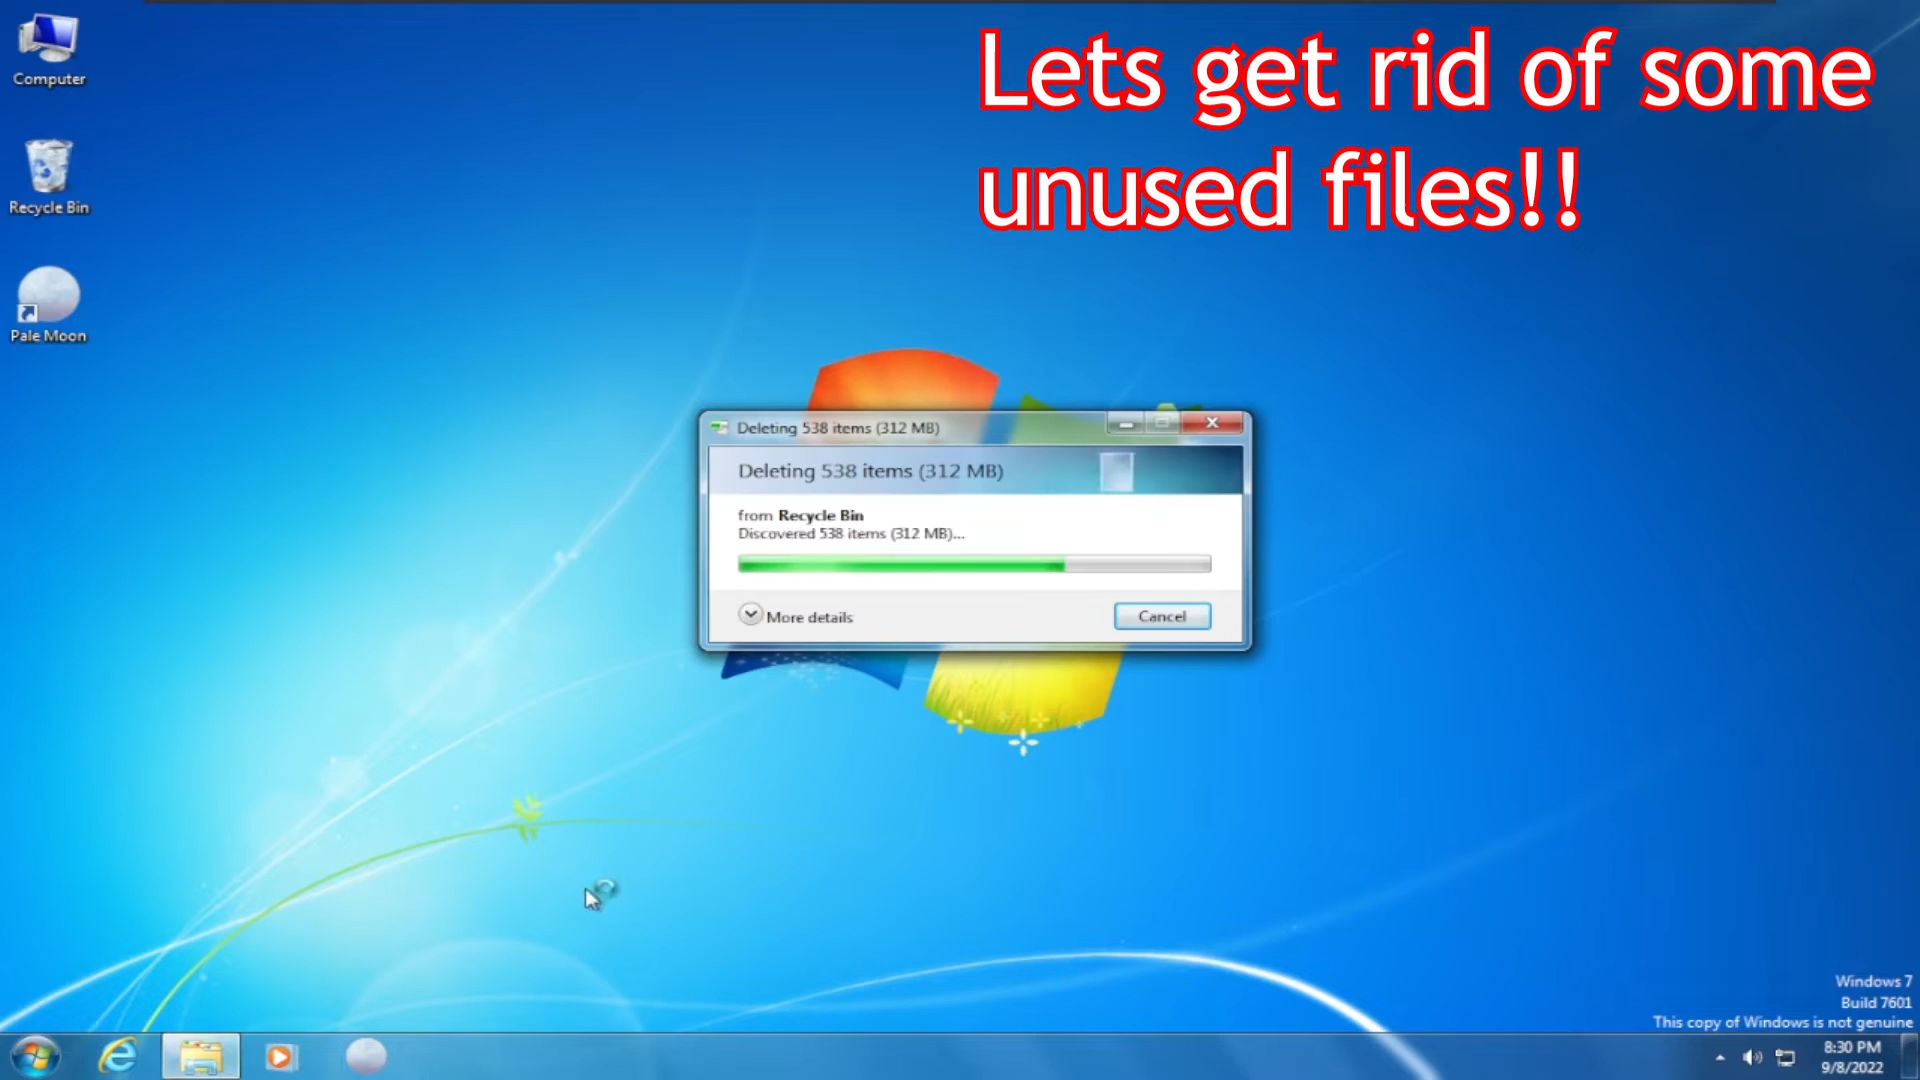 Lets get rid of some
unused files!!
Computer
Recycle Bin
Pale Moon
Deleting 538 items (312 MB)
Deleting 538 items (312 MB)
from Recycle Bin
Discovered 538 items (312 MB)...
More details
Cancel
Windows 7
Build 7601
This copy of Windows is not genuine
8:30 PM
9/8/2022